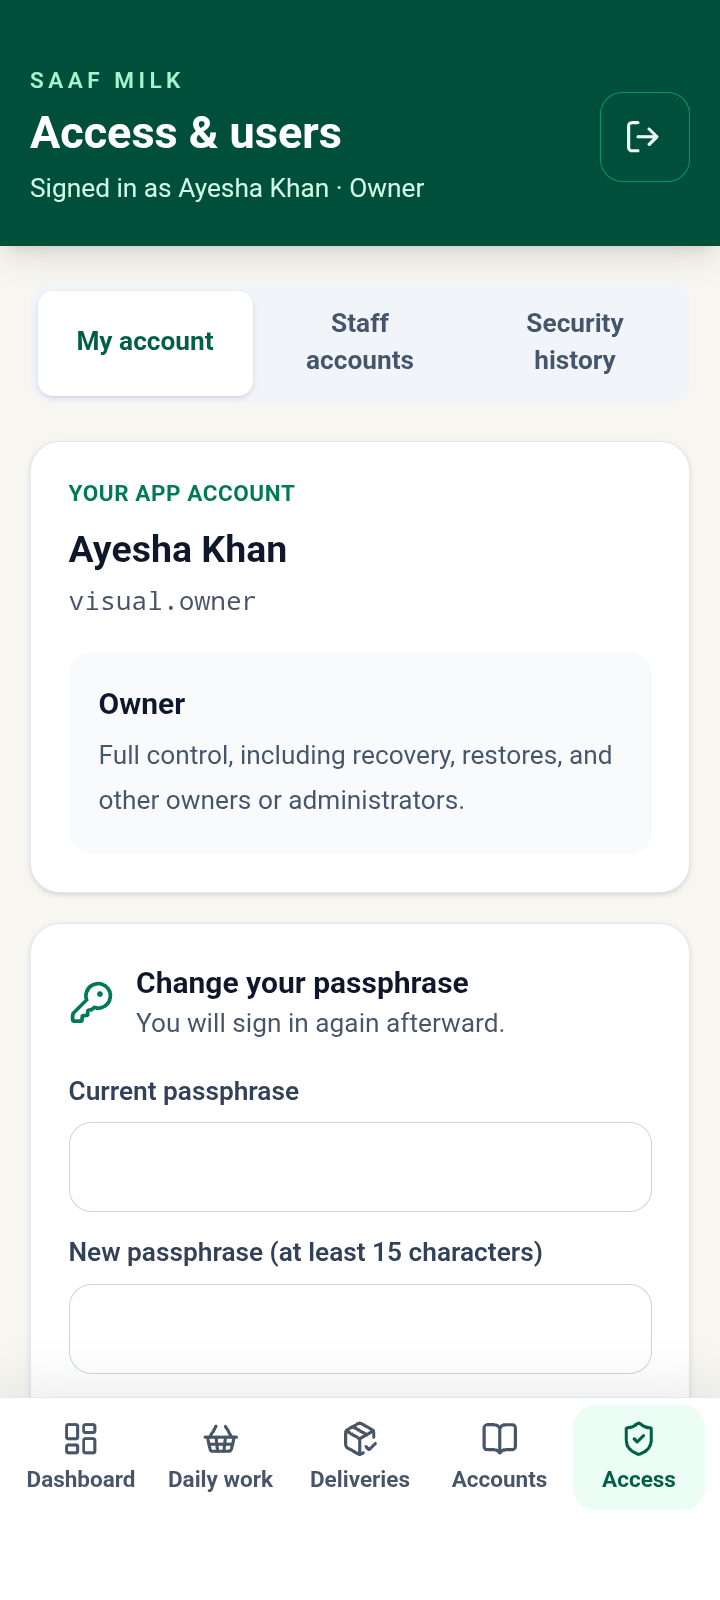 SAAF MILK
Access & users
Signed in as Ayesha Khan · Owner
My account
Staff
accounts
Security
history
YOUR APP ACCOUNT
Ayesha Khan
visual.owner
Owner
Full control, including recovery, restores, and
other owners or administrators.
Change your passphrase
You will sign in again afterward.
Current passphrase
New passphrase (at least 15 characters)
Dashboard
Daily work
Deliveries
Accounts
Access